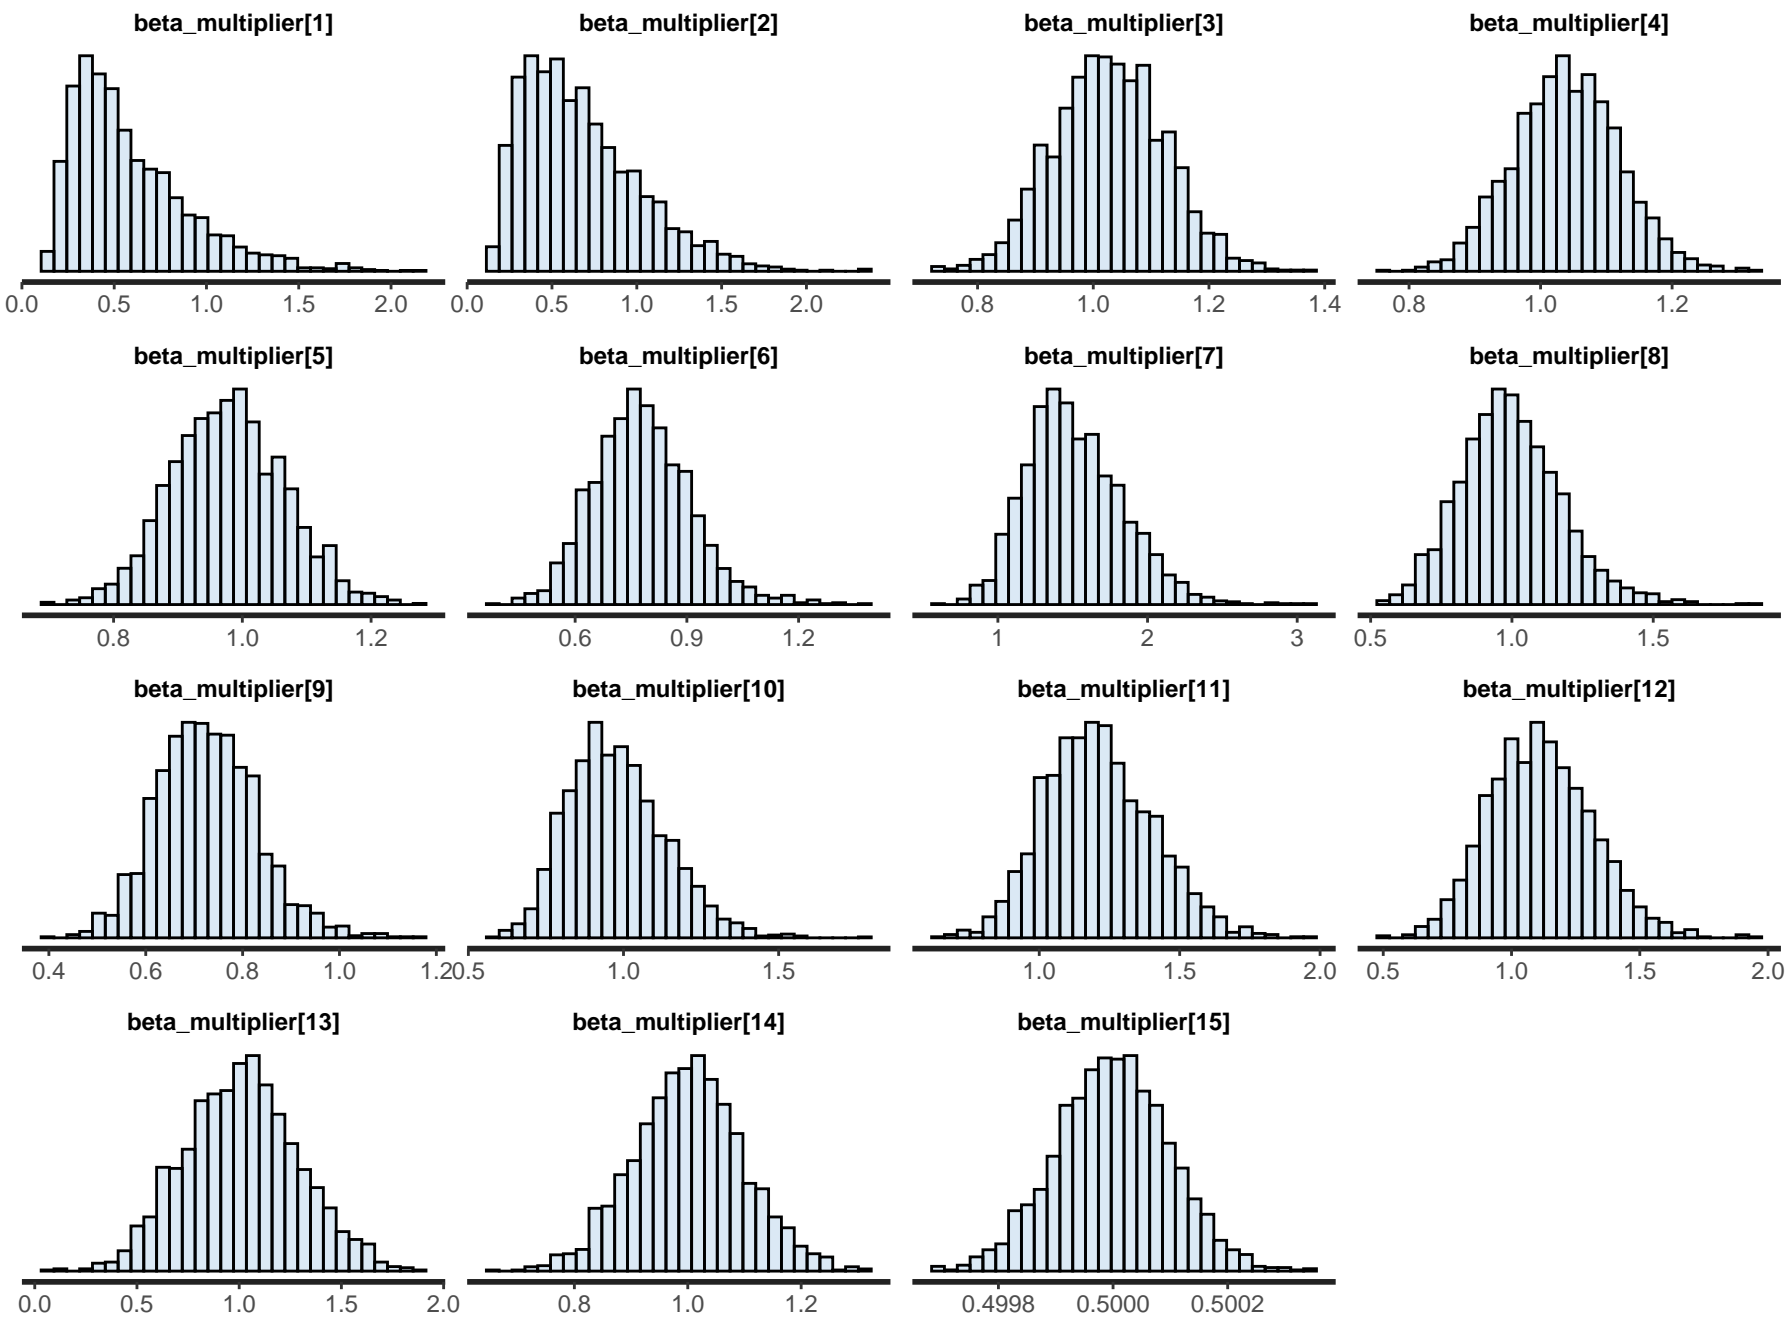 beta_multiplier[1] beta_multiplier[2] beta_multiplier[3] beta_multiplier[4]
0.0 0.5 1.0 1.5 2.0 0.0 0.5 1.0 1.5 2.0 0.8 1.0 1.2 1.4 0.8 1.0 1.2
beta_multiplier[5] beta_multiplier[6] beta_multiplier[7] beta_multiplier[8]
0.8 1.0 1.2 0.6 0.9 1.2 1 2 3 0.5 1.0 1.5
beta_multiplier[9] beta_multiplier[10] beta_multiplier[11] beta_multiplier[12]
0.4 0.6 0.8 1.0 1.2 0.5 1.0 1.5 1.0 1.5 2.0 0.5 1.0 1.5 2.0
beta_multiplier[13] beta_multiplier[14] beta_multiplier[15]
0.0 0.5 1.0 1.5 2.0 0.8 1.0 1.2 0.4998 0.5000 0.5002